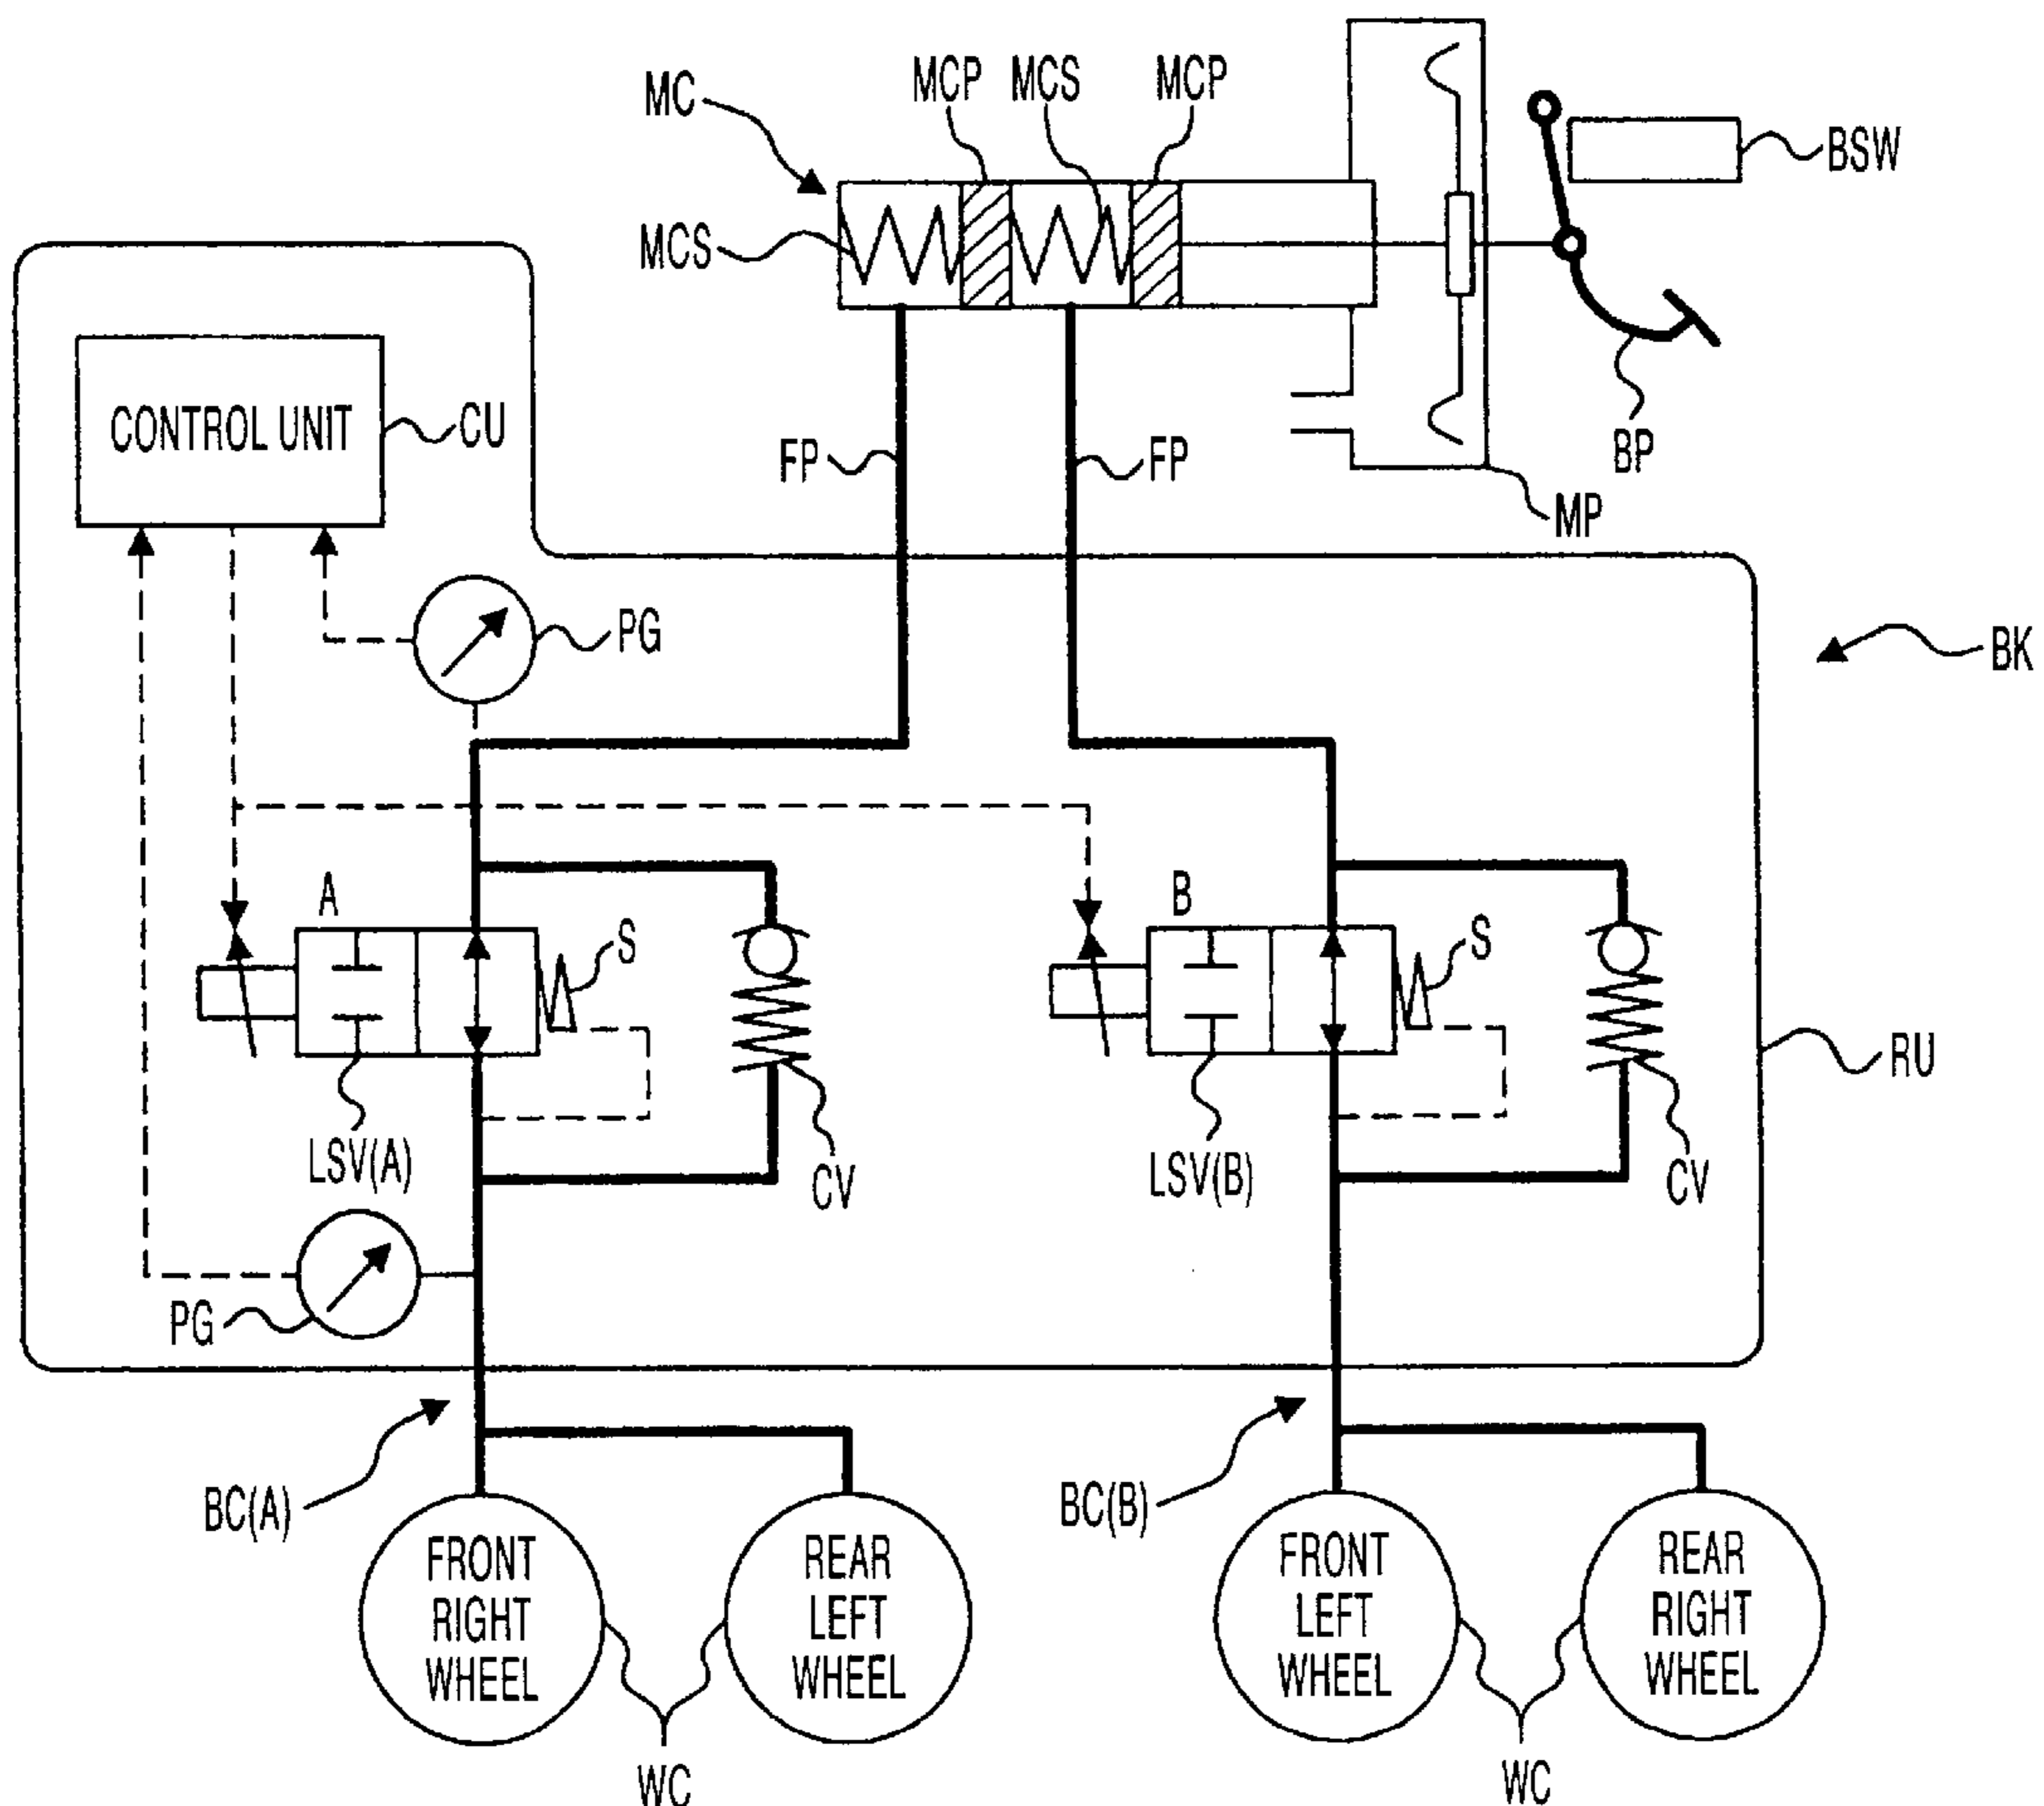 MC
MCP
MCS
MCP
BSW
MCS
CONTROL UNIT
CU
FP
FP
BP
MP
PG
BK
A
S
B
S
RU
LSV(A)
CV
LSV(B)
CV
PG
BC(A)
BC(B)
FRONT
RIGHT
WHEEL
REAR
LEFT
WHEEL
FRONT
LEFT
WHEEL
REAR
RIGHT
WHEEL
WC
WC